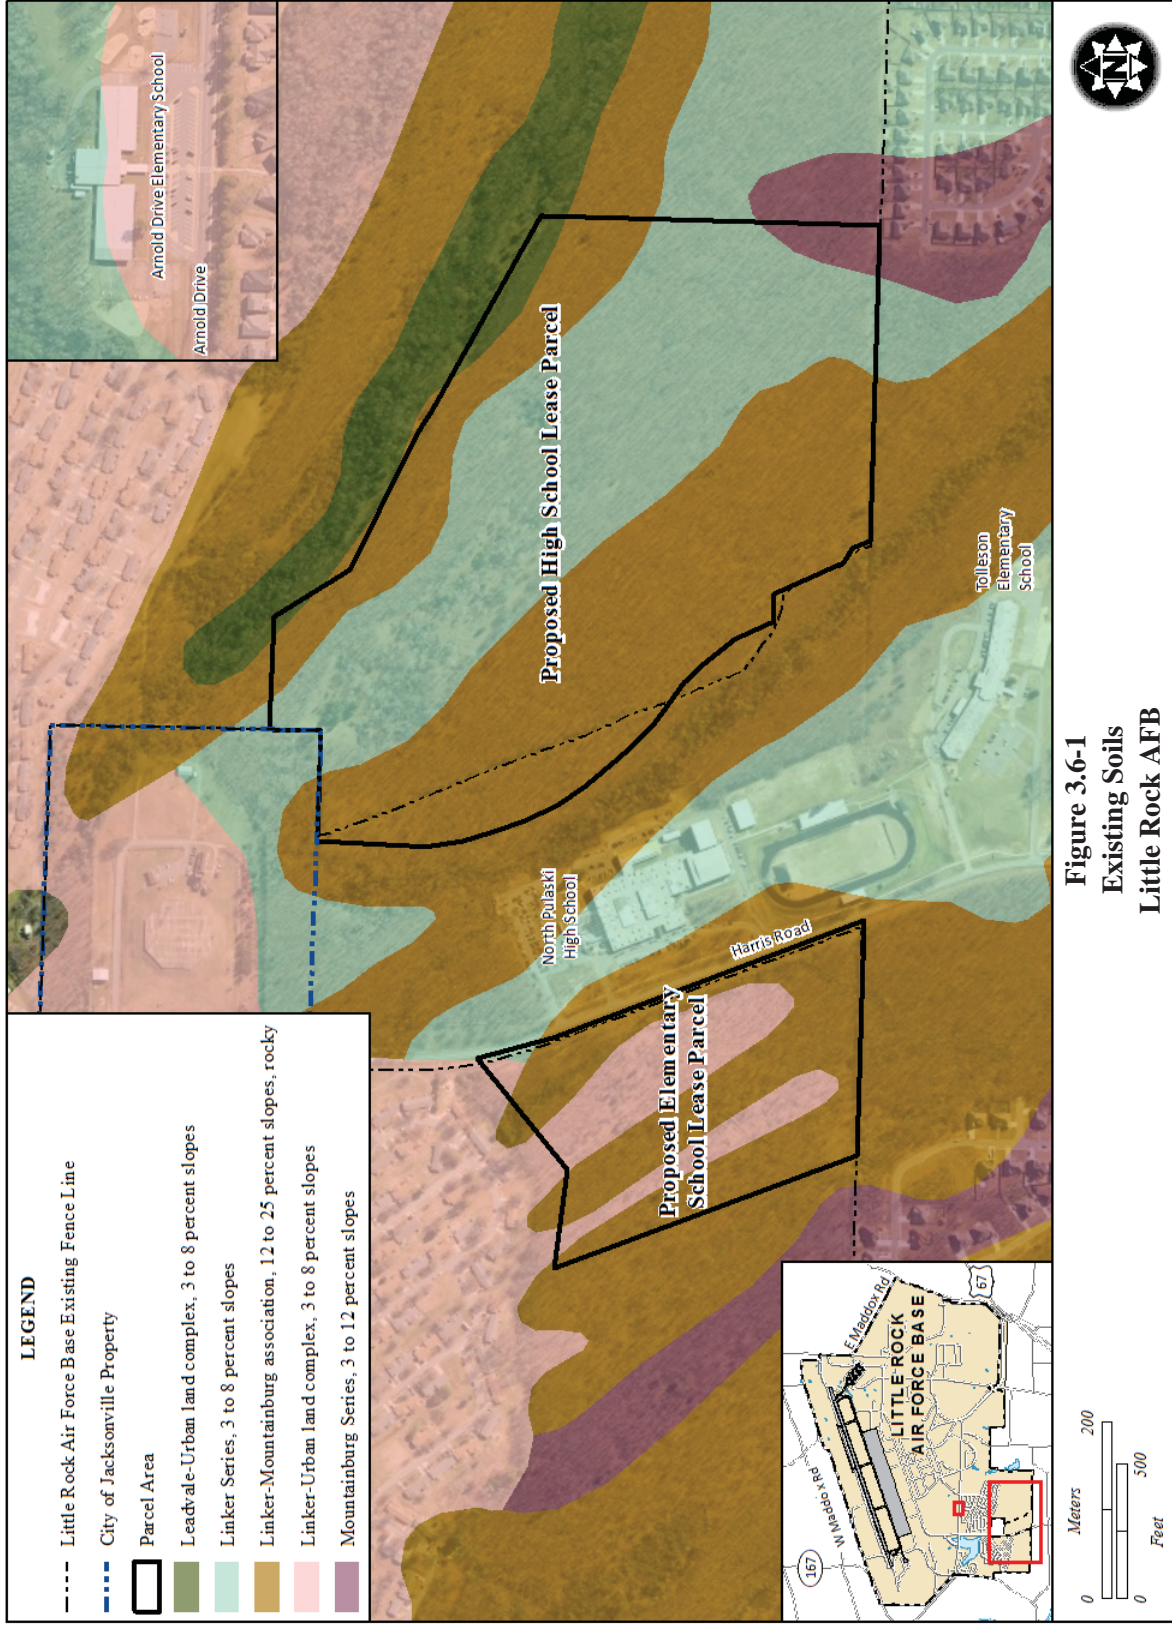 LEGEND
Little Rock Air Force Base Existing Fence Line
City of Jacksonville Property
Parcel Area
Leadvale-Urban land complex, 3 to 8 percent slopes
Linker Series, 3 to 8 percent slopes
Linker-Mountainburg association, 12 to 25 percent slopes, rocky
Linker-Urban land complex, 3 to 8 percent slopes
Mountainburg Series, 3 to 12 percent slopes
Arnold Drive Elementary School
Arnold Drive
Proposed High School Lease Parcel
North Pulaski
High School
Harris Road
Proposed Elementary
School Lease Parcel
Tolleson
Elementary
School
167
W Maddox Rd
E Maddox Rd
LITTLE ROCK
AIR FORCE BASE
67
Meters
0 200
0 500
Feet
Figure 3.6-1
Existing Soils
Little Rock AFB
N